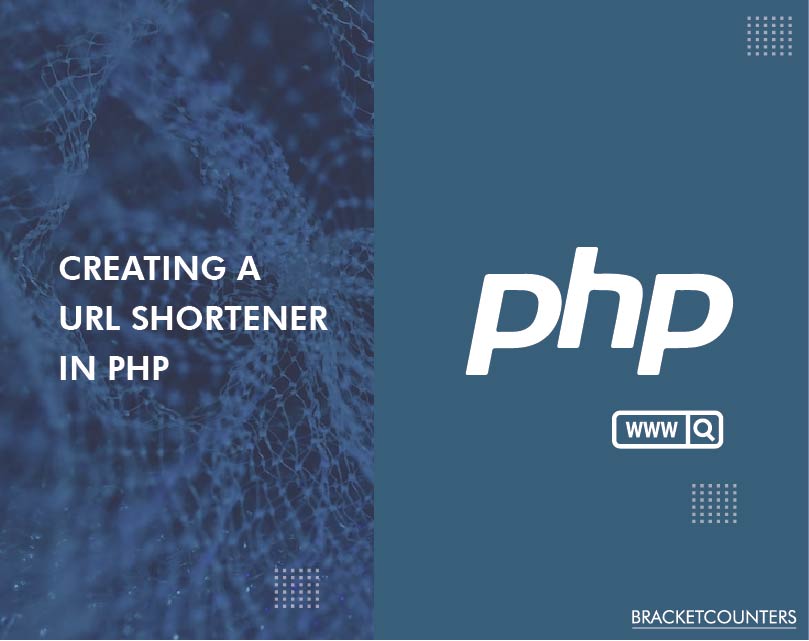 CREATING A
URL SHORTENER
IN PHP
php
WWW
BRACKETCOUNTERS